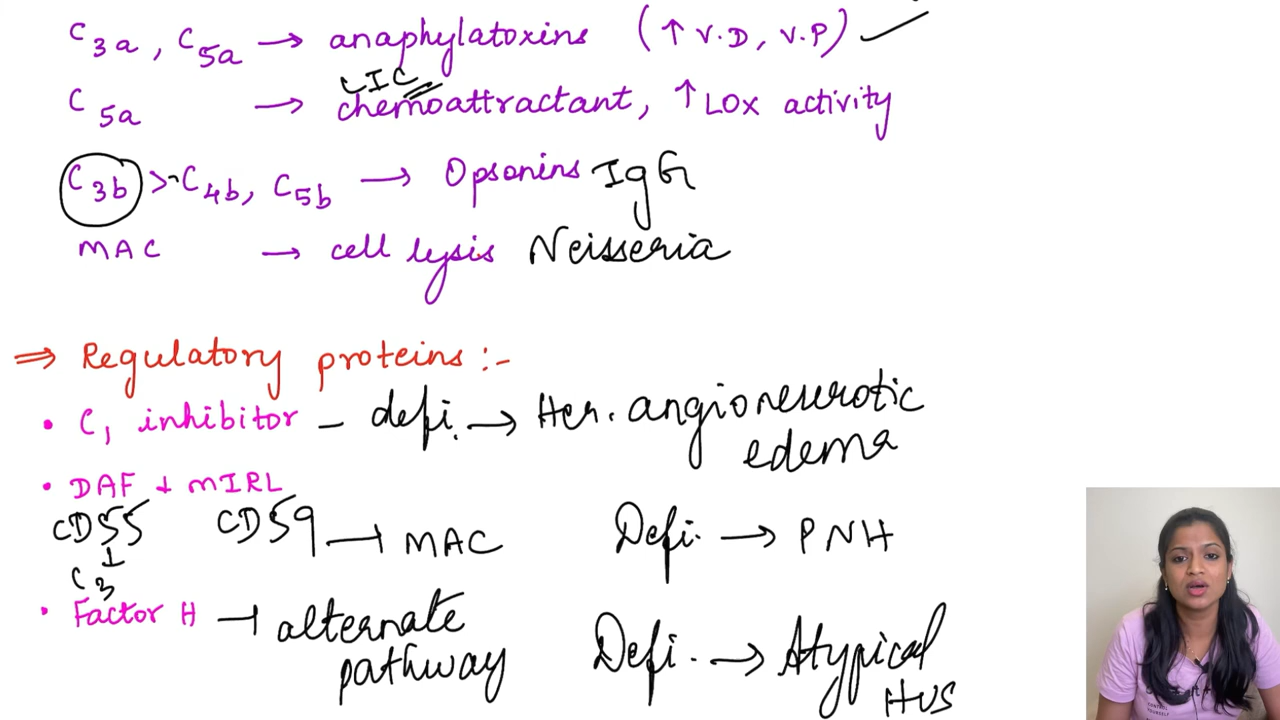 C3a, C5a → anaphylatoxins (↑ V.D, V.P)
CIC
C5a → chemoattractant, ↑ LOX activity
C3b > C4b, C5b → Opsonins IgG
MAC → cell lysis Neisseria
⇒ Regulatory proteins :-
• C1 inhibitor – defi. → Her. angioneurotic
edema
• DAF + MIRL
CD55 CD59 ⊣ MAC Defi. → PNH
C3
• Factor H ⊣ alternate
pathway
Defi. → Atypical
HUS